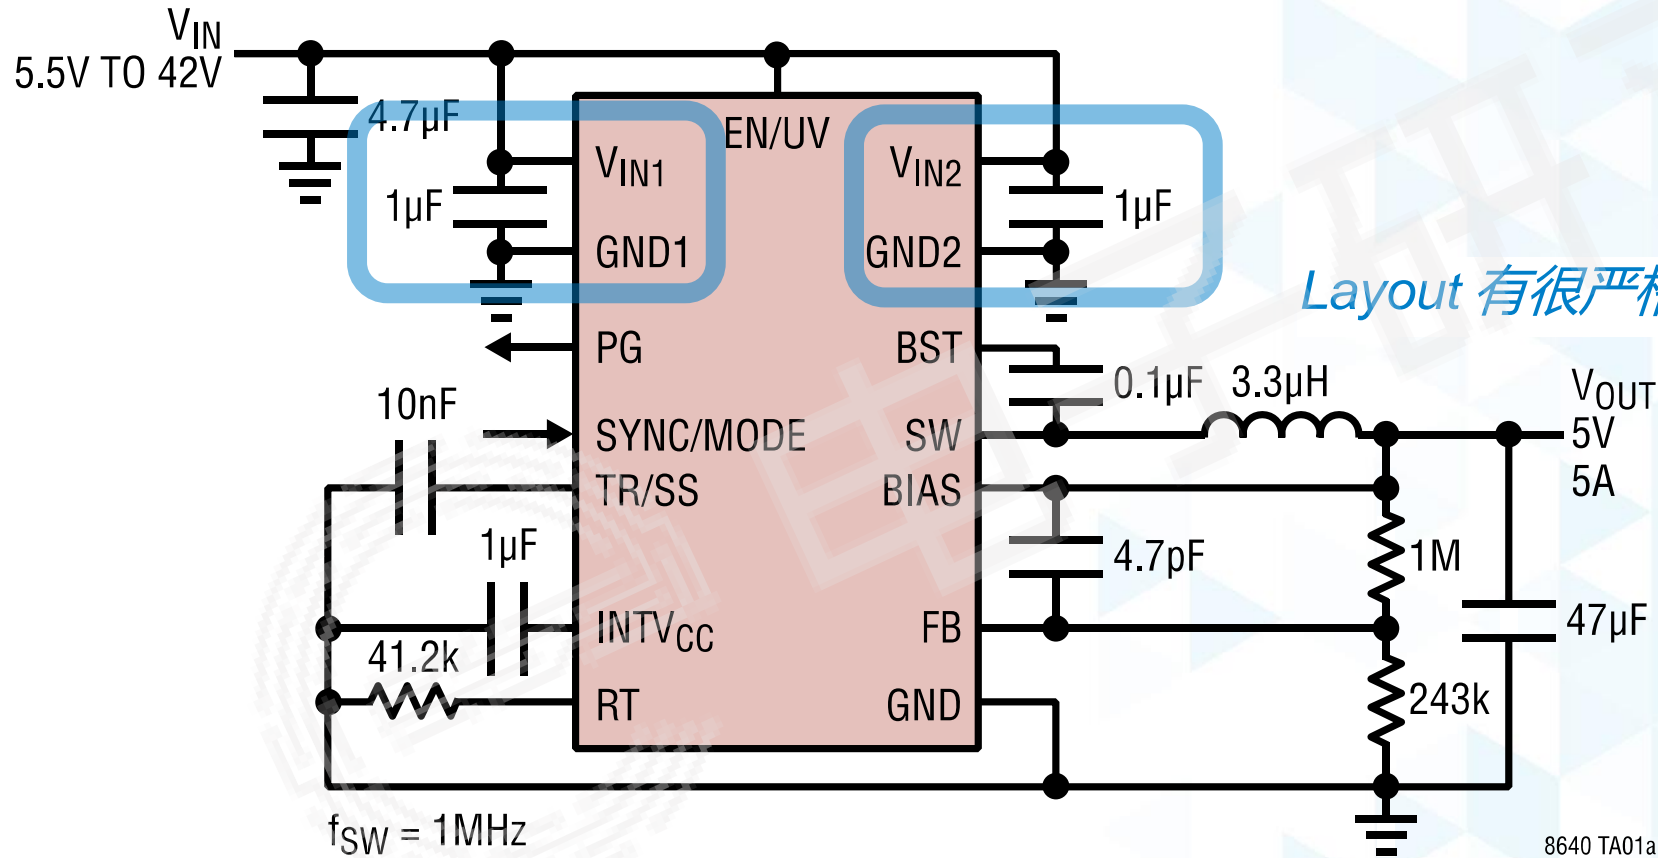 VIN
5.5V TO 42V
4.7µF
EN/UV
VIN1
VIN2
1µF
1µF
GND1
GND2
Layout 有很严格
PG
BST
0.1µF
3.3µH
VOUT
5V
5A
10nF
SYNC/MODE
SW
TR/SS
BIAS
1µF
4.7pF
1M
INTVCC
FB
47µF
41.2k
RT
GND
243k
fSW = 1MHz
8640 TA01a